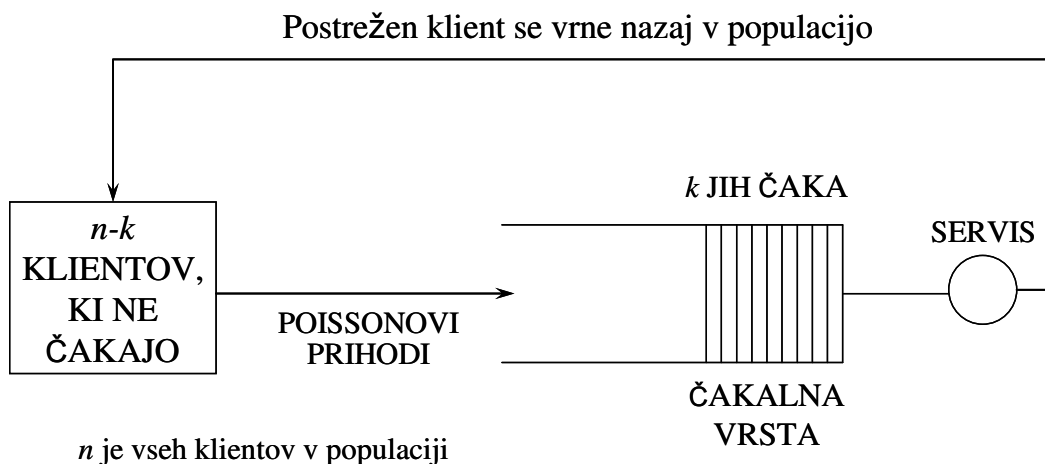 Postrežen klient se vrne nazaj v populacijo
n-k
KLIENTOV,
KI NE
ČAKAJO
POISSONOVI
PRIHODI
k JIH ČAKA
ČAKALNA
VRSTA
SERVIS
n je vseh klientov v populaciji